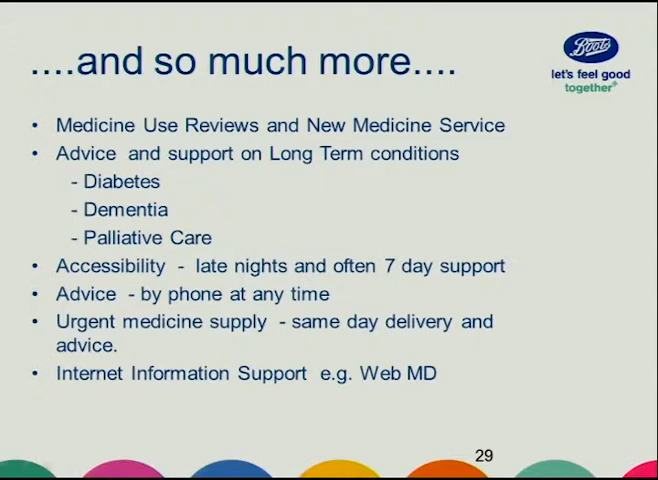 ....and so much more....
Boots
let's feel good
together+
• Medicine Use Reviews and New Medicine Service
• Advice and support on Long Term conditions
- Diabetes
- Dementia
- Palliative Care
• Accessibility - late nights and often 7 day support
• Advice - by phone at any time
• Urgent medicine supply - same day delivery and
advice.
• Internet Information Support e.g. Web MD
29